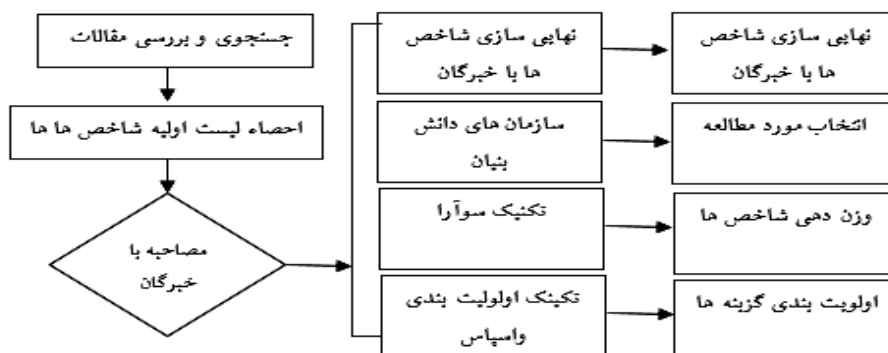 جستجوی و بررسی مقالات
احصاء لیست اولیه شاخص ها ها
مصاحبه با
خبرگان
نهایی سازی شاخص
ها با خبرگان
سازمان های دانش
بنیان
تکنیک سوآرا
تکینک اولولیت بندی
واسپاس
نهایی سازی شاخص
ها با خبرگان
انتخاب مورد مطالعه
وزن دهی شاخص ها
اولویت بندی گزینه ها